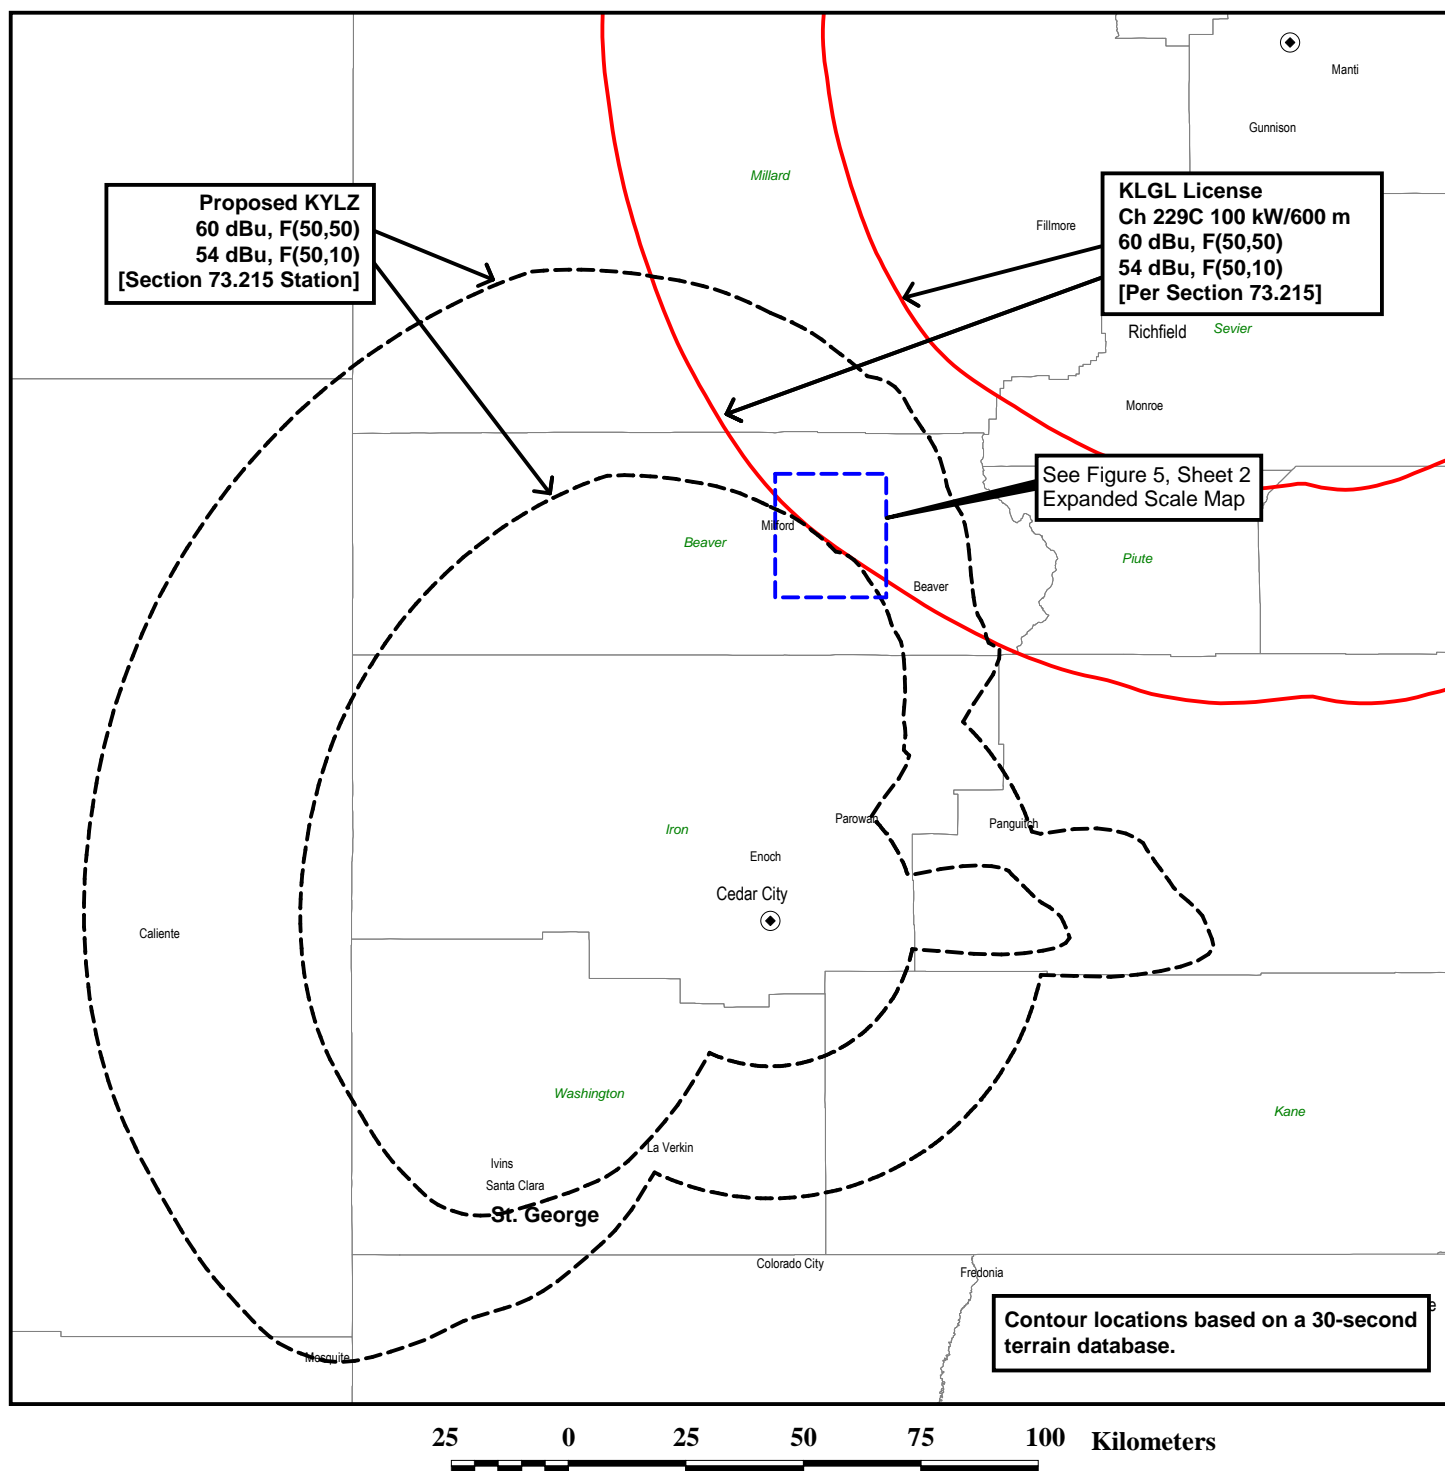 Manti
Gunnison
Millard
Proposed KYLZ
60 dBu, F(50,50)
54 dBu, F(50,10)
[Section 73.215 Station]
KLGL License
Ch 229C 100 kW/600 m
60 dBu, F(50,50)
54 dBu, F(50,10)
[Per Section 73.215]
Fillmore
Richfield
Sevier
Monroe
See Figure 5, Sheet 2
Expanded Scale Map
Milford
Beaver
Piute
Beaver
Parowan
Panguitch
Iron
Enoch
Cedar City
Caliente
Washington
Kane
La Verkin
Ivins
Santa Clara
St. George
Colorado City
Fredonia
Contour locations based on a 30-second
terrain database.
Mesquite
25 0 25 50 75 100 Kilometers